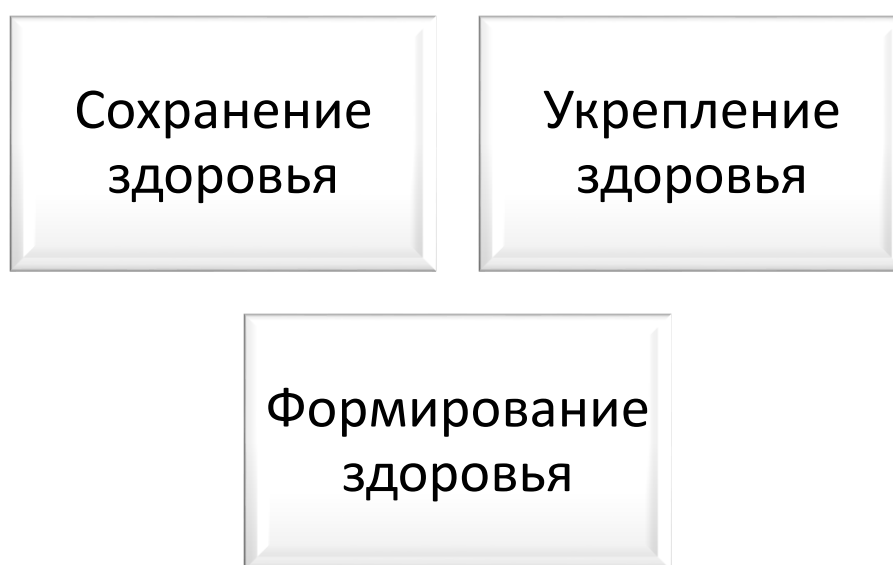 Сохранение
здоровья
Укрепление
здоровья
Формирование
здоровья